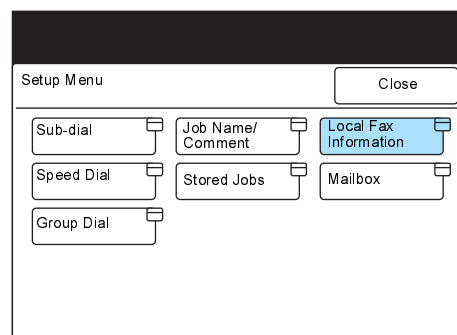 Setup Menu
Close
Sub-dial
Job Name/
Comment
Local Fax
Information
Speed Dial
Stored Jobs
Mailbox
Group Dial